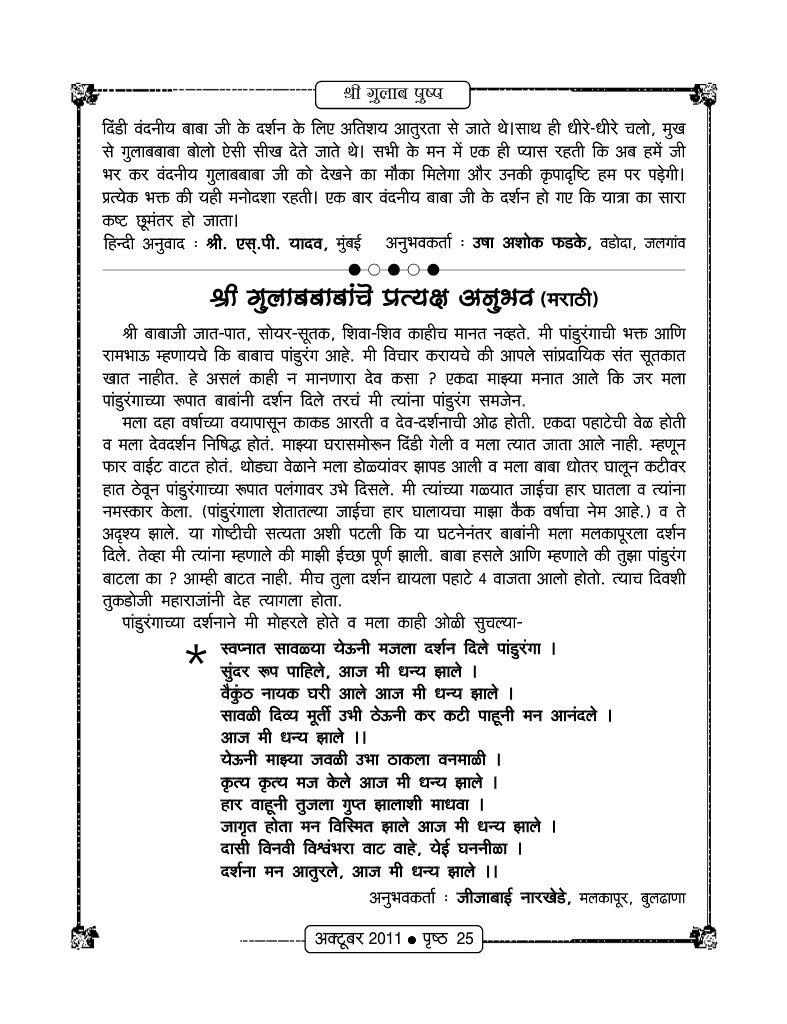 श्री गुलाब पुष्प
दिंडी वंदनीय बाबा जी के दर्शन के लिए अतिशय आतुरता से जाते थे।साथ ही धीरे-धीरे चलो, मुख
से गुलाबबाबा बोलो ऐसी सीख देते जाते थे। सभी के मन में एक ही प्यास रहती कि अब हमें जी
भर कर वंदनीय गुलाबबाबा जी को देखने का मौका मिलेगा और उनकी कृपादृष्टि हम पर पड़ेगी।
प्रत्येक भक्त की यही मनोदशा रहती। एक बार वंदनीय बाबा जी के दर्शन हो गए कि यात्रा का सारा
कष्ट छूमंतर हो जाता।
हिन्दी अनुवाद : श्री. एस्.पी. यादव, मुंबई अनुभवकर्ता : उषा अशोक फडके, वडोदा, जलगांव
श्री गुलाबबाबांचे प्रत्यक्ष अनुभव (मराठी)
श्री बाबाजी जात-पात, सोयर-सूतक, शिवा-शिव काहीच मानत नव्हते. मी पांडुरंगाची भक्त आणि
रामभाऊ म्हणायचे कि बाबाच पांडुरंग आहे. मी विचार करायचे की आपले सांप्रदायिक संत सूतकात
खात नाहीत. हे असलं काही न मानणारा देव कसा ? एकदा माझ्या मनात आले कि जर मला
पांडुरंगाच्या रूपात बाबांनी दर्शन दिले तरचं मी त्यांना पांडुरंग समजेन.
मला दहा वर्षाच्या वयापासून काकड आरती व देव-दर्शनाची ओढ होती. एकदा पहाटेची वेळ होती
व मला देवदर्शन निषिद्ध होतं. माझ्या घरासमोरून दिंडी गेली व मला त्यात जाता आले नाही. म्हणून
फार वाईट वाटत होतं. थोड्या वेळाने मला डोळ्यांवर झापड आली व मला बाबा धोतर घालून कटीवर
हात ठेवून पांडुरंगाच्या रूपात पलंगावर उभे दिसले. मी त्यांच्या गळ्यात जाईचा हार घातला व त्यांना
नमस्कार केला. (पांडुरंगाला शेतातल्या जाईचा हार घालायचा माझा कैक वर्षाचा नेम आहे.) व ते
अदृश्य झाले. या गोष्टीची सत्यता अशी पटली कि या घटनेनंतर बाबांनी मला मलकापूरला दर्शन
दिले. तेव्हा मी त्यांना म्हणाले की माझी ईच्छा पूर्ण झाली. बाबा हसले आणि म्हणाले की तुझा पांडुरंग
बाटला का ? आम्ही बाटत नाही. मीच तुला दर्शन द्यायला पहाटे 4 वाजता आलो होतो. त्याच दिवशी
तुकडोजी महाराजांनी देह त्यागला होता.
पांडुरंगाच्या दर्शनाने मी मोहरले होते व मला काही ओळी सुचल्या-
* स्वप्नात सावळ्या येऊनी मजला दर्शन दिले पांडुरंगा ।
सुंदर रूप पाहिले, आज मी धन्य झाले ।
वैकुंठ नायक घरी आले आज मी धन्य झाले ।
सावळी दिव्य मूर्ती उभी ठेऊनी कर कटी पाहूनी मन आनंदले ।
आज मी धन्य झाले ।।
येऊनी माझ्या जवळी उभा ठाकला वनमाळी ।
कृत्य कृत्य मज केले आज मी धन्य झाले ।
हार वाहूनी तुजला गुप्त झालाशी माधवा ।
जागृत होता मन विस्मित झाले आज मी धन्य झाले ।
दासी विनवी विश्वंभरा वाट वाहे, येई घननीळा ।
दर्शना मन आतुरले, आज मी धन्य झाले ।।
अनुभवकर्ता : जीजाबाई नारखेडे, मलकापूर, बुलढाणा
अक्टूबर 2011 ● पृष्ठ 25